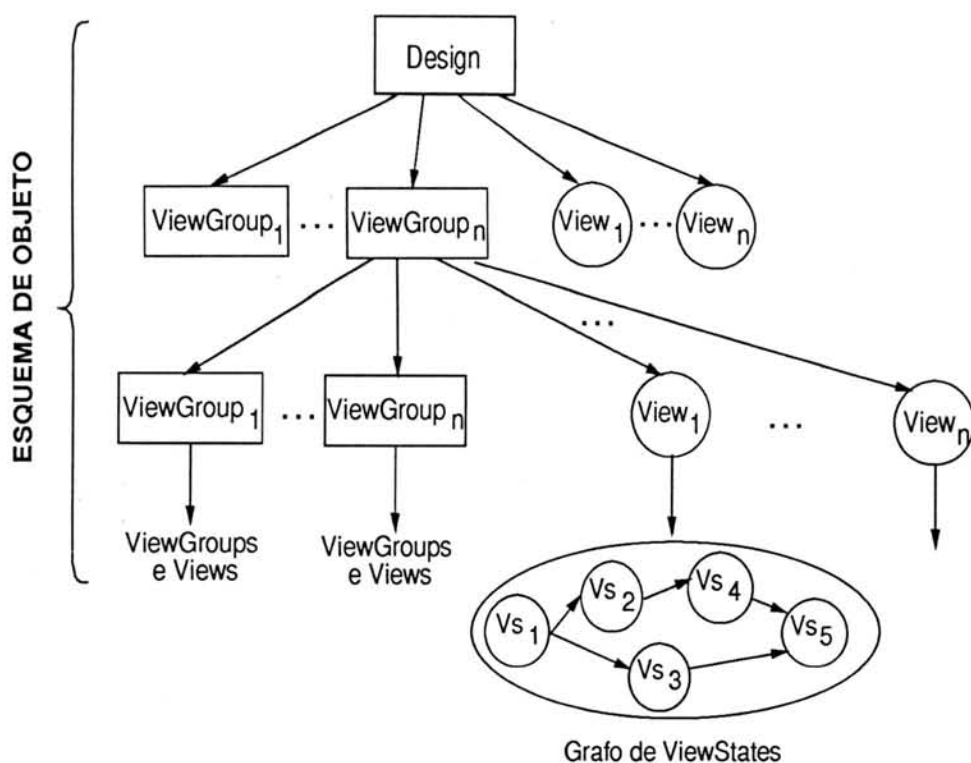 Design
ESQUEMA DE OBJETO
ViewGroup1 ... ViewGroupn View1 ... Viewn
...
ViewGroup1 ... ViewGroupn View1 ... Viewn
ViewGroups
e Views
ViewGroups
e Views
Vs1 Vs2 Vs4 Vs5 Vs3
Grafo de ViewStates